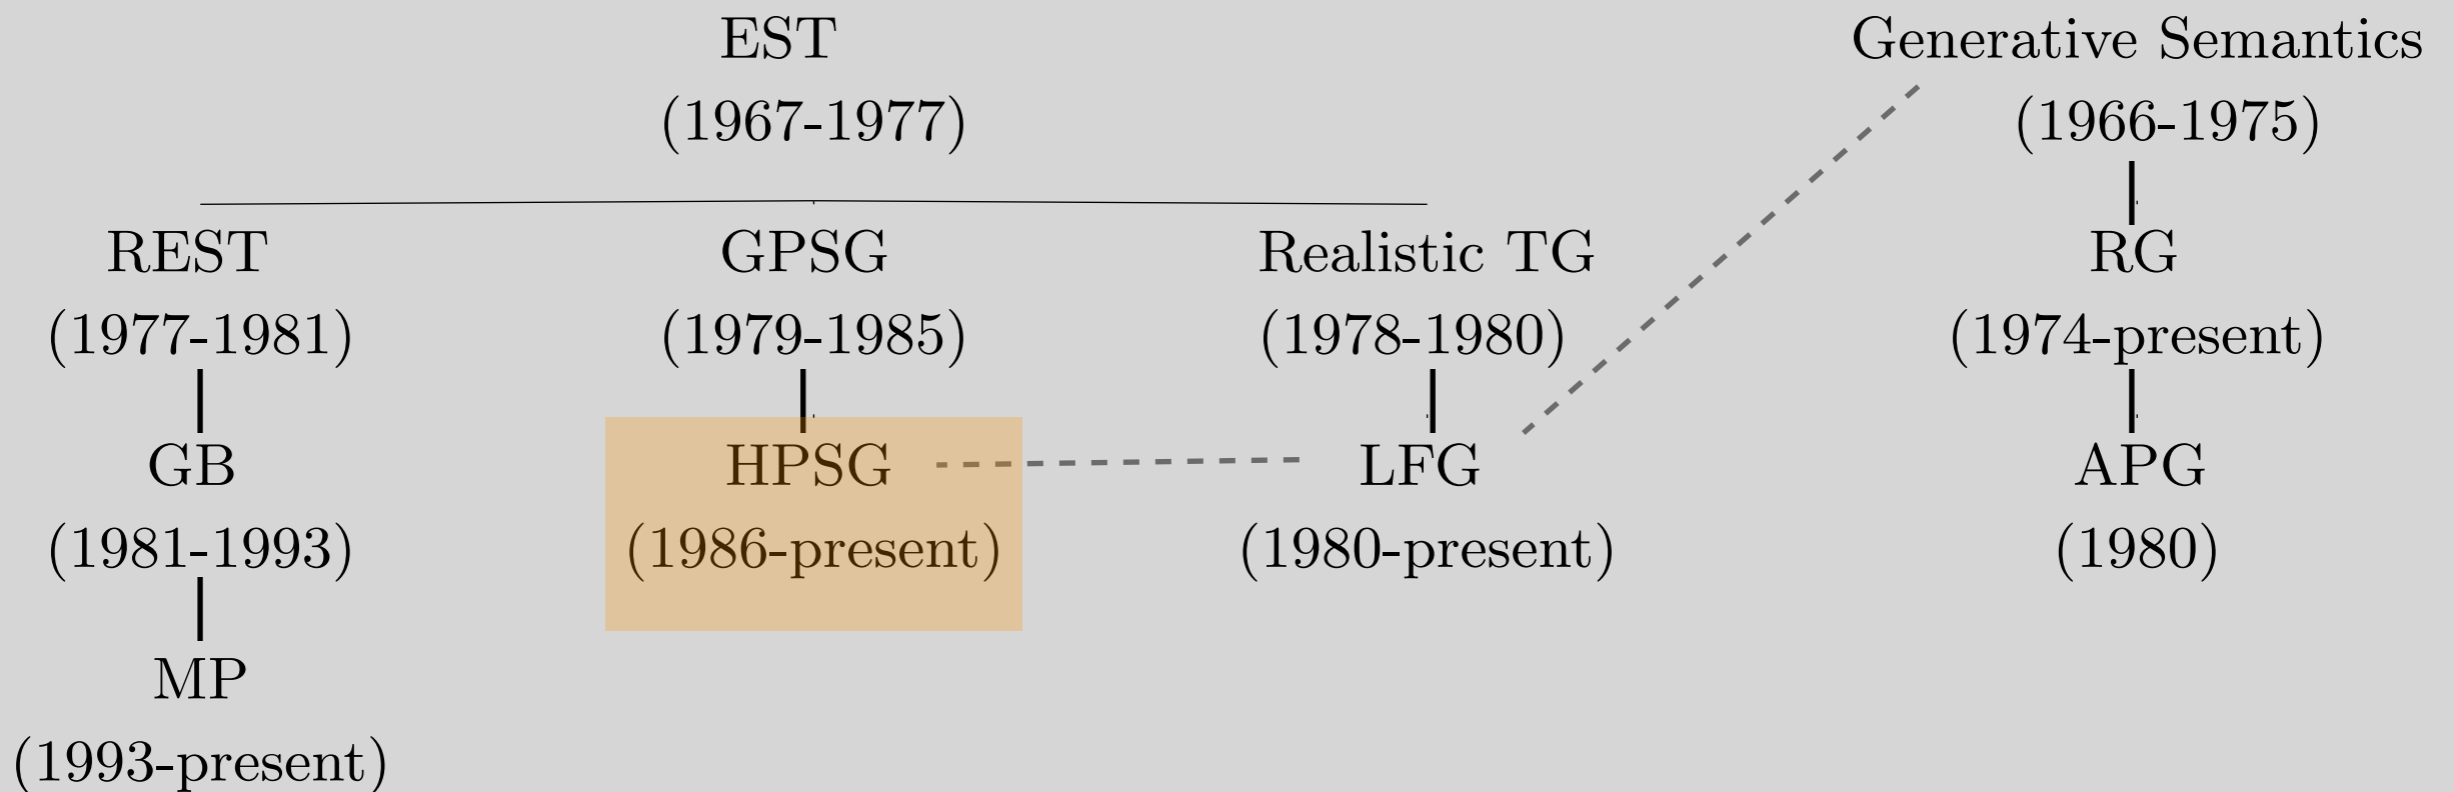 EST Generative Semantics
(1967-1977) (1966-1975)
REST GPSG Realistic TG RG
(1977-1981) (1979-1985) (1978-1980) (1974-present)
GB HPSG LFG APG
(1981-1993) (1986-present) (1980-present) (1980)
MP
(1993-present)